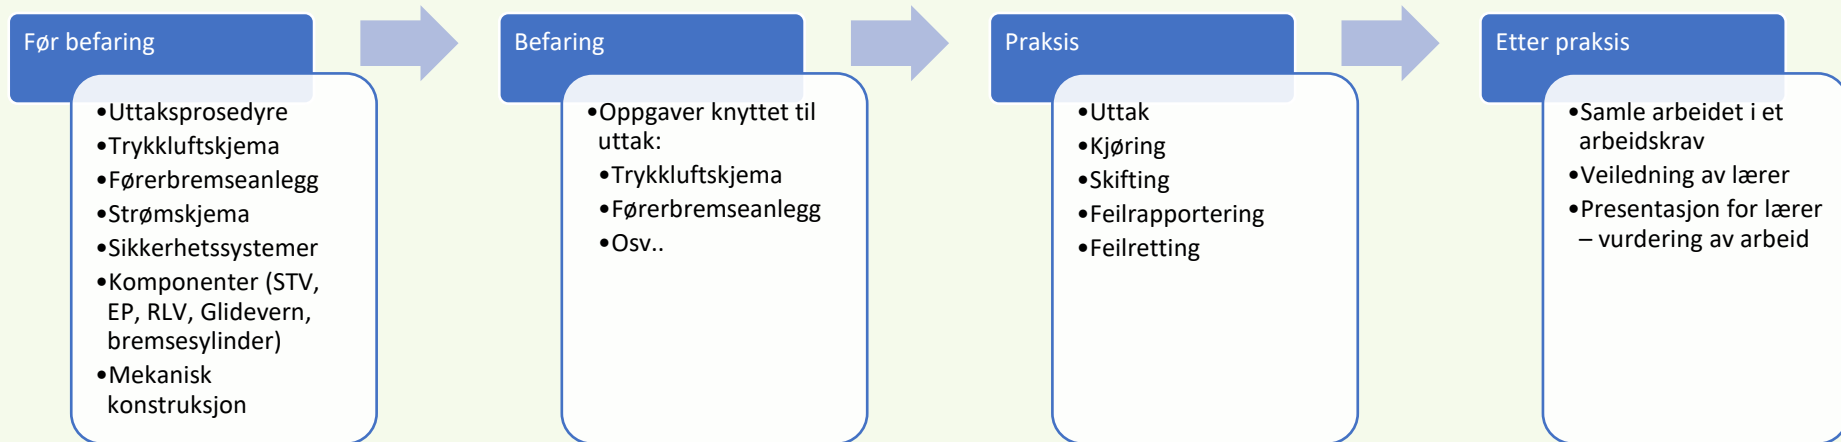 Før befaring
•Uttaksprosedyre
•Trykkluftskjema
•Førerbremseanlegg
•Strømskjema
•Sikkerhetssystemer
•Komponenter (STV,
EP, RLV, Glidevern,
bremsesylinder)
•Mekanisk
konstruksjon
Befaring
•Oppgaver knyttet til
uttak:
•Trykkluftskjema
•Førerbremseanlegg
•Osv..
Praksis
•Uttak
•Kjøring
•Skifting
•Feilrapportering
•Feilretting
Etter praksis
•Samle arbeidet i et
arbeidskrav
•Veiledning av lærer
•Presentasjon for lærer
– vurdering av arbeid